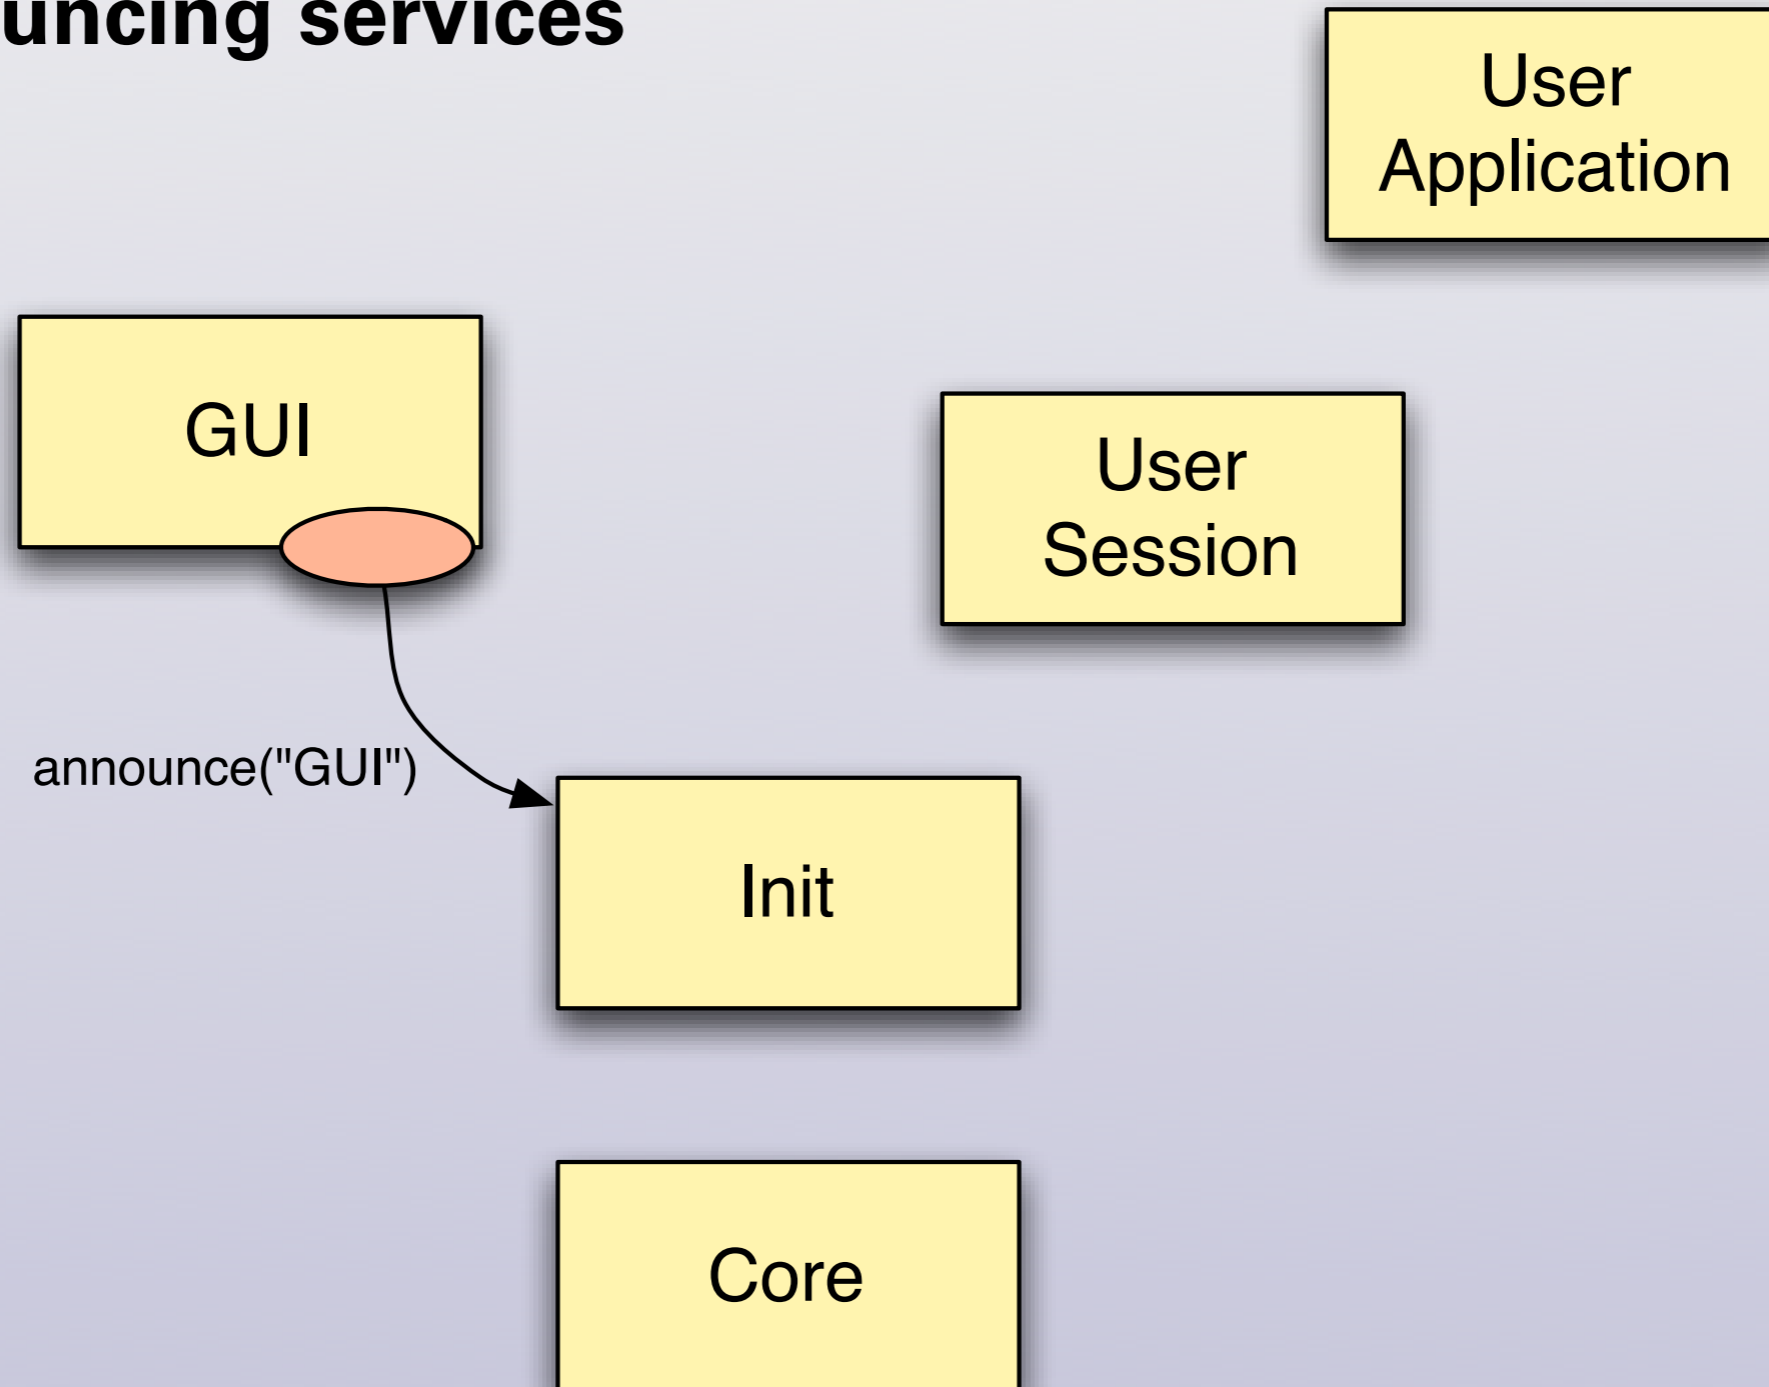 uncing services
User
Application
GUI
User
Session
announce("GUI")
Init
Core